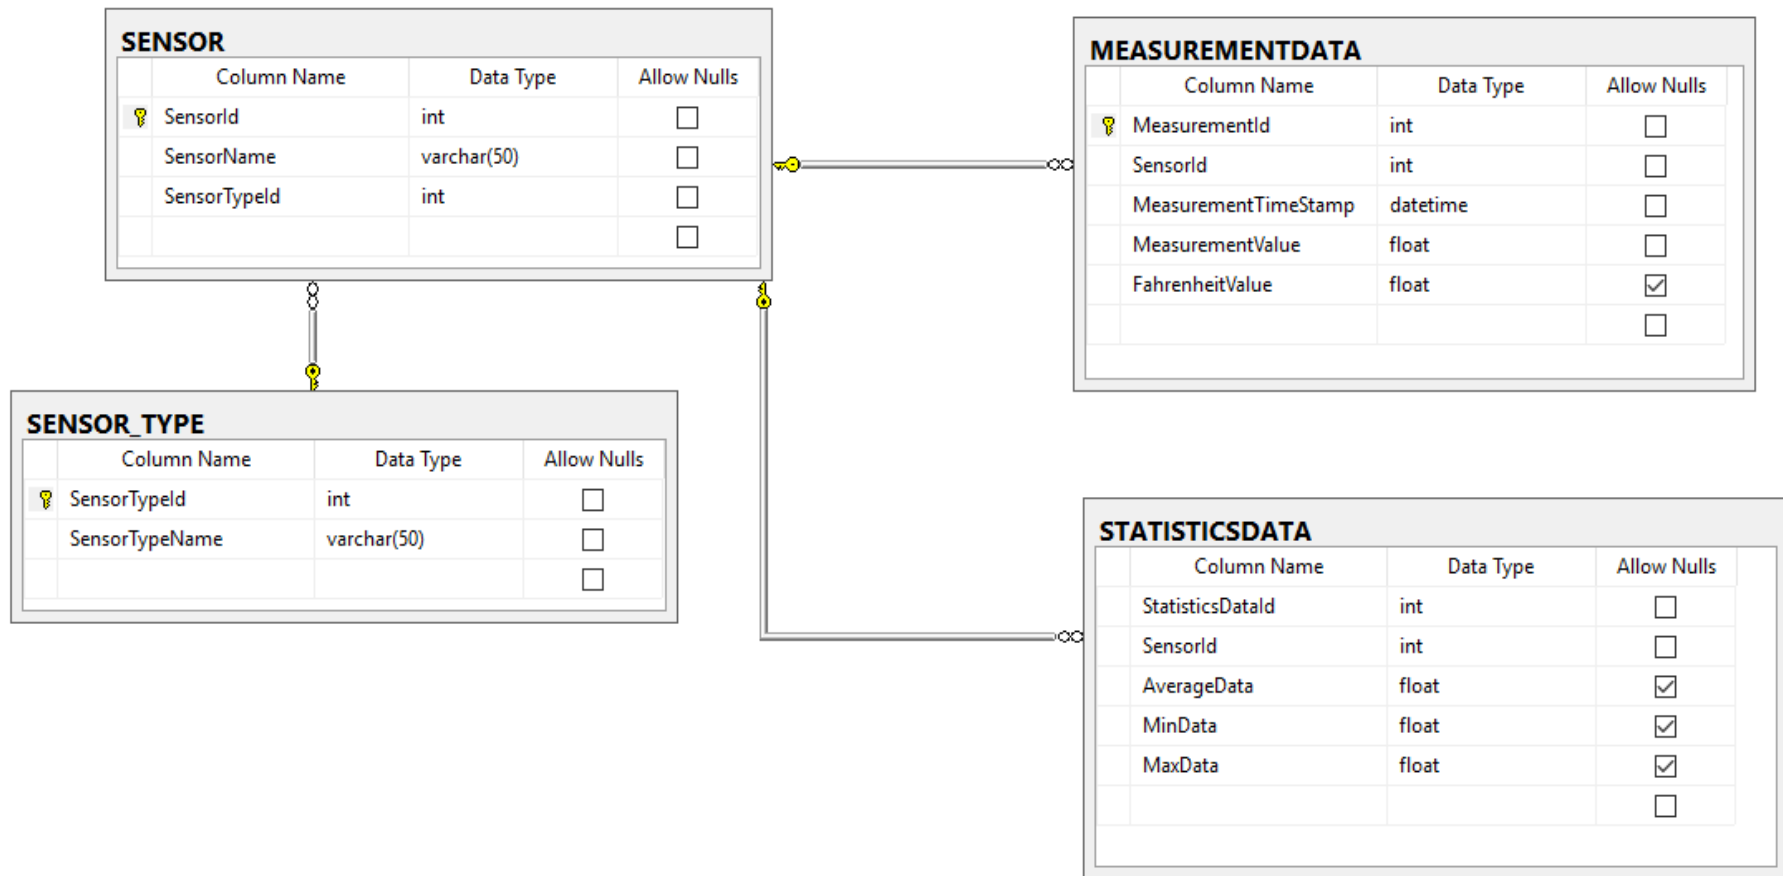 SENSOR
Column Name Data Type Allow Nulls
SensorId int
SensorName varchar(50)
SensorTypeId int
MEASUREMENTDATA
Column Name Data Type Allow Nulls
MeasurementId int
SensorId int
MeasurementTimeStamp datetime
MeasurementValue float
FahrenheitValue float
SENSOR_TYPE
Column Name Data Type Allow Nulls
SensorTypeId int
SensorTypeName varchar(50)
STATISTICSDATA
Column Name Data Type Allow Nulls
StatisticsDataId int
SensorId int
AverageData float
MinData float
MaxData float